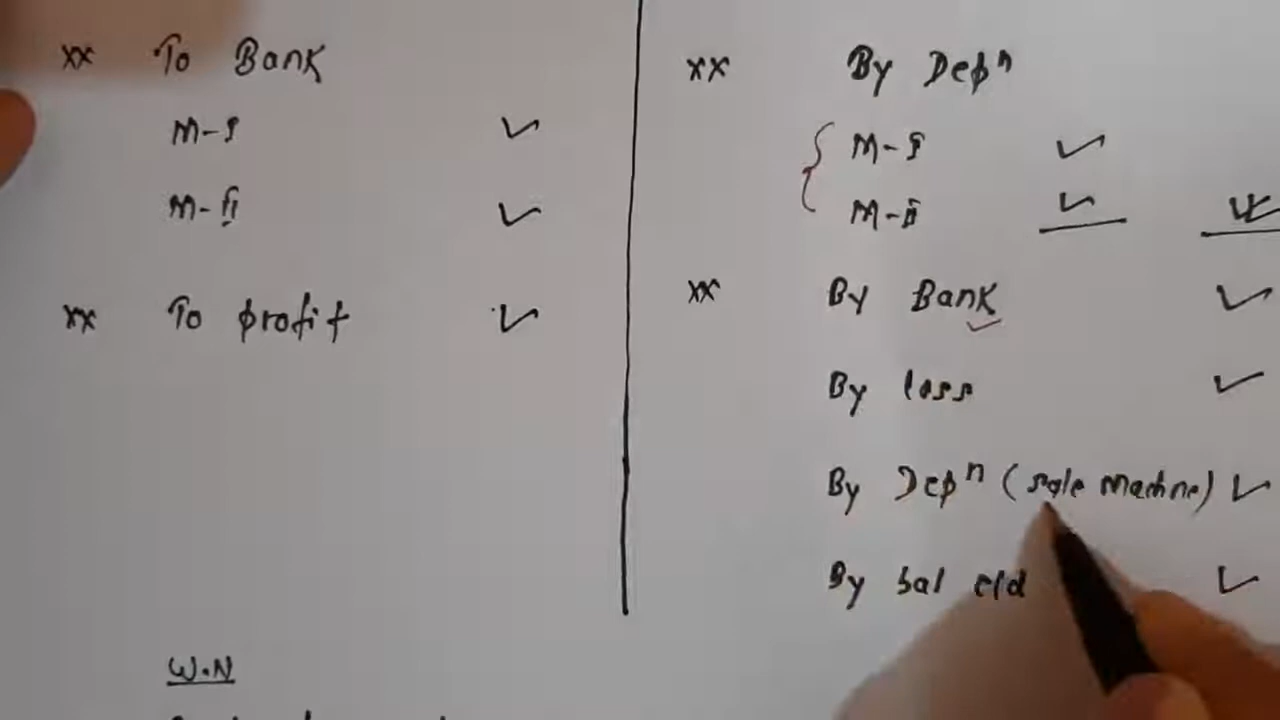 xx To Bank
M-I ✓
M-II ✓
xx To profit ✓
xx By Depⁿ
M-I ✓
M-II ✓
xx By Bank ✓
By loss ✓
By Depⁿ (sale Machne) ✓
By bal c/d ✓
W.N